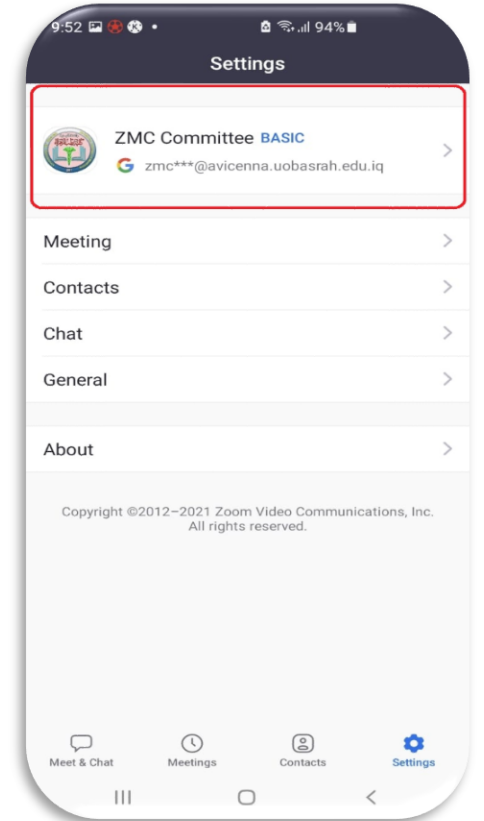 9:52
94%
Settings
ZMC Committee BASIC
zmc***@avicenna.uobasrah.edu.iq
Meeting
Contacts
Chat
General
About
Copyright ©2012–2021 Zoom Video Communications, Inc.
All rights reserved.
Meet & Chat
Meetings
Contacts
Settings